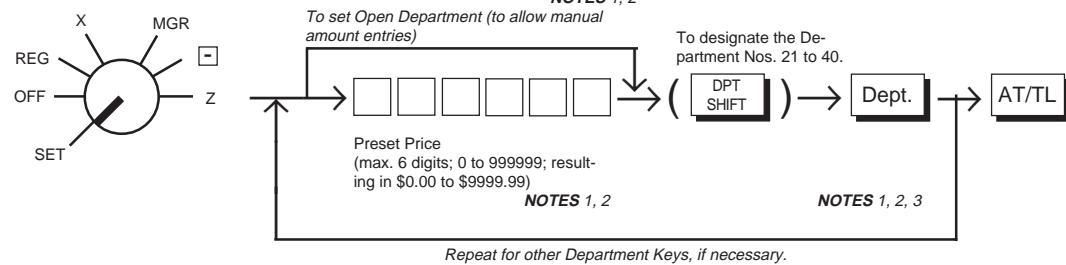 NOTES 1, 2
To set Open Department (to allow manual
amount entries)
To designate the De-
partment Nos. 21 to 40.
X
MGR
REG
-
OFF
Z
SET
(
DPT
SHIFT
)
Dept.
AT/TL
Preset Price
(max. 6 digits; 0 to 999999; result-
ing in $0.00 to $9999.99)
NOTES 1, 2
NOTES 1, 2, 3
Repeat for other Department Keys, if necessary.